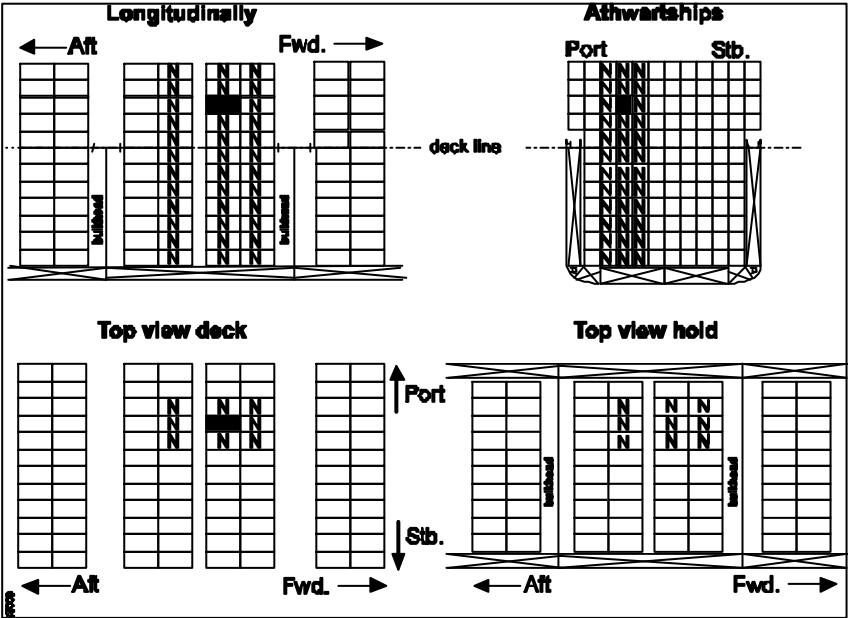 Longitudinally
Athwartships
Aft
Fwd.
Port
Stb.
N N N
N N N
N N
N N N
N N N
N N N
N N N
N N N
N N N
N N N
N N N
N N N
deck line
bulkhead
bulkhead
N N N
N N N
N N
N N N
N N N
N N N
N N N
N N N
N N N
N N N
N N N
N N N
Top view deck
Top view hold
N N
N
N N
N N
Port
Stb.
N N N
N N N
N N N
bulkhead
bulkhead
Aft
Fwd.
Aft
Fwd.